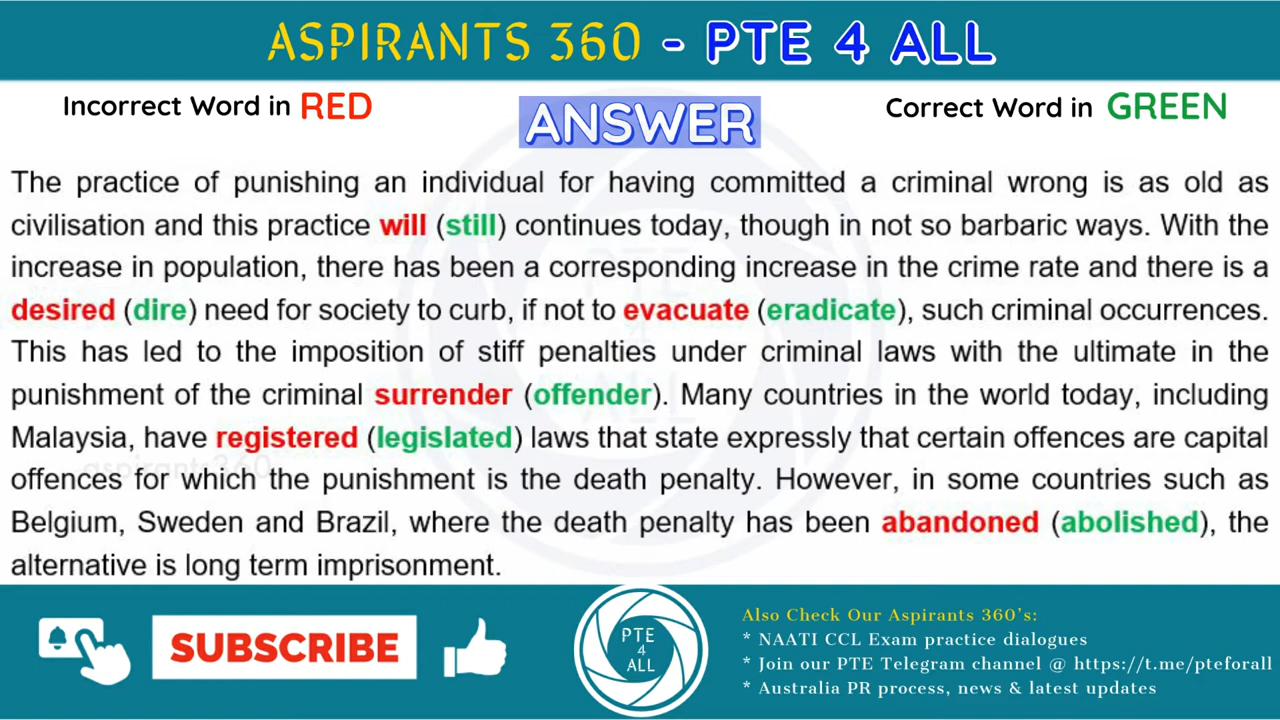 ASPIRANTS 360 - PTE 4 ALL
Incorrect Word in RED
ANSWER
Correct Word in GREEN
The practice of punishing an individual for having committed a criminal wrong is as old as
civilisation and this practice will (still) continues today, though in not so barbaric ways. With the
increase in population, there has been a corresponding increase in the crime rate and there is a
desired (dire) need for society to curb, if not to evacuate (eradicate), such criminal occurrences.
This has led to the imposition of stiff penalties under criminal laws with the ultimate in the
punishment of the criminal surrender (offender). Many countries in the world today, including
Malaysia, have registered (legislated) laws that state expressly that certain offences are capital
offences for which the punishment is the death penalty. However, in some countries such as
Belgium, Sweden and Brazil, where the death penalty has been abandoned (abolished), the
alternative is long term imprisonment.
aspirants360
SUBSCRIBE
PTE
4
ALL
Also Check Our Aspirants 360's:
* NAATI CCL Exam practice dialogues
* Join our PTE Telegram channel @ https://t.me/pteforall
* Australia PR process, news & latest updates